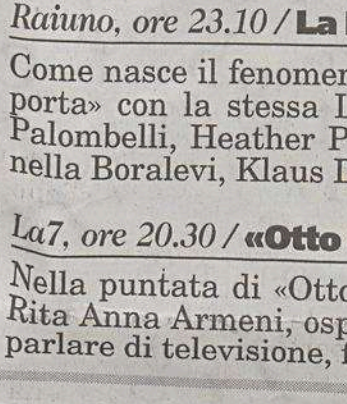 Raiuno, ore 23.10 / La
Come nasce il fenomen
porta» con la stessa
Palombelli, Heather P
nella Boralevi, Klaus D
La7, ore 20.30 / «Otto
Nella puntata di «Otto
Rita Anna Armeni, osp
parlare di televisione,